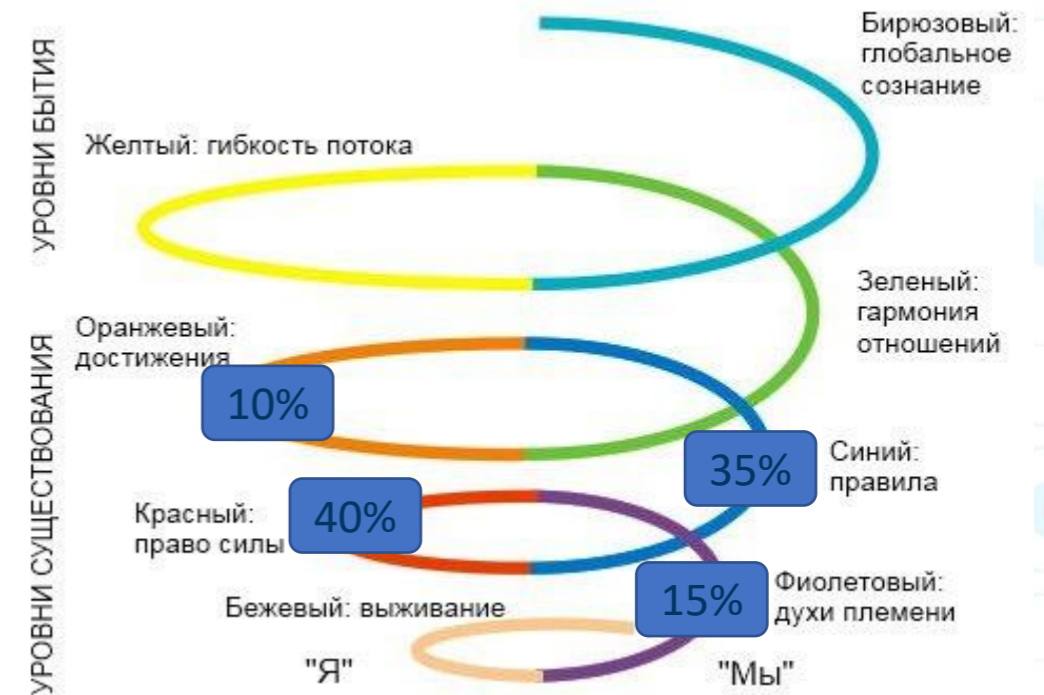 Бирюзовый:
глобальное
сознание
УРОВНИ БЫТИЯ
Желтый: гибкость потока
Зеленый:
гармония
отношений
Оранжевый:
достижения
10%
УРОВНИ СУЩЕСТВОВАНИЯ
35%
Синий:
правила
Красный:
право силы
40%
Фиолетовый:
духи племени
15%
Бежевый: выживание
"Я"
"Мы"